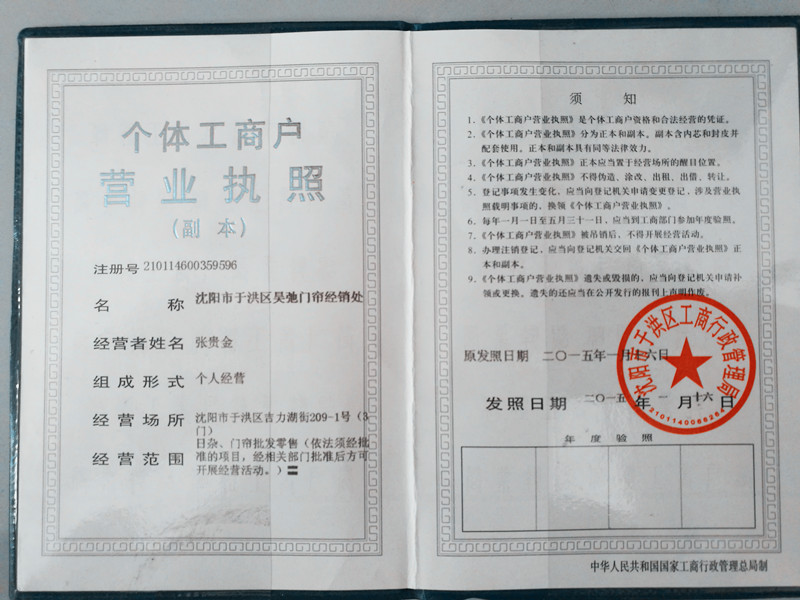 个体工商户
营业执照
(副本)
注册号 210114600359596
名称 沈阳市于洪区昊弛门帘经销处
经营者姓名 张贵金
组成形式 个人经营
经营场所 沈阳市于洪区吉力湖街209-1号（3
门）
经营范围 日杂、门帘批发零售（依法须经批
准的项目，经相关部门批准后方可
开展经营活动。）
须知
1、《个体工商户营业执照》是个体工商户资格和合法经营的凭证。
2、《个体工商户营业执照》分为正本和副本。副本含内芯和封皮并
配套使用。正本和副本具有同等法律效力。
3、《个体工商户营业执照》正本应当置于经营场所的醒目位置。
4、《个体工商户营业执照》不得伪造、涂改、出租、出借、转让。
5、登记事项发生变化，应当向登记机关申请变更登记，涉及营业执
照载明事项的，换领《个体工商户营业执照》。
6、每年一月一日至五月三十一日，应当到工商部门参加年度验照。
7、《个体工商户营业执照》被吊销后，不得开展经营活动。
8、办理注销登记，应当向登记机关交回《个体工商户营业执照》正
本和副本。
9、《个体工商户营业执照》遗失或毁损的，应当向登记机关申请补
领或更换。遗失的还应当在公开发行的报刊上声明作废。
原发照日期 二〇一五年一月十六日
发照日期 二〇一五年一月十六日
沈阳市于洪区工商行政管理局
2101140066264
年度验照
中华人民共和国国家工商行政管理总局制